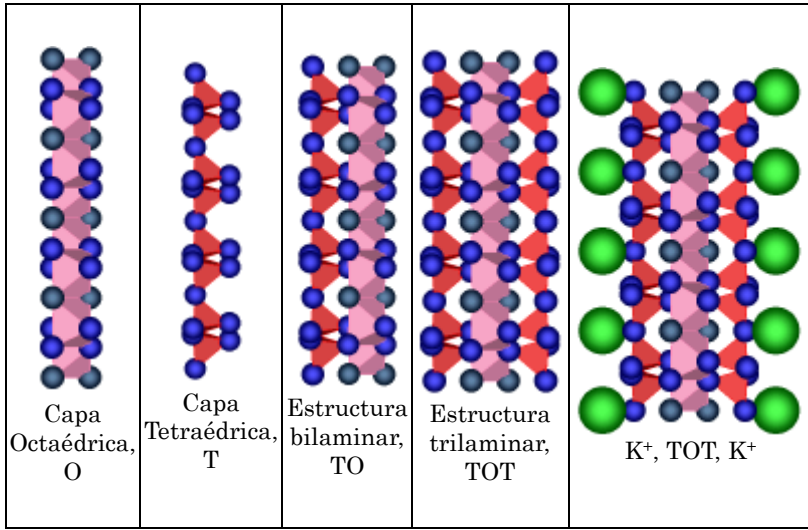 Capa
Octaédrica,
O
Capa
Tetraédrica,
T
Estructura
bilaminar,
TO
Estructura
trilaminar,
TOT
K⁺, TOT, K⁺